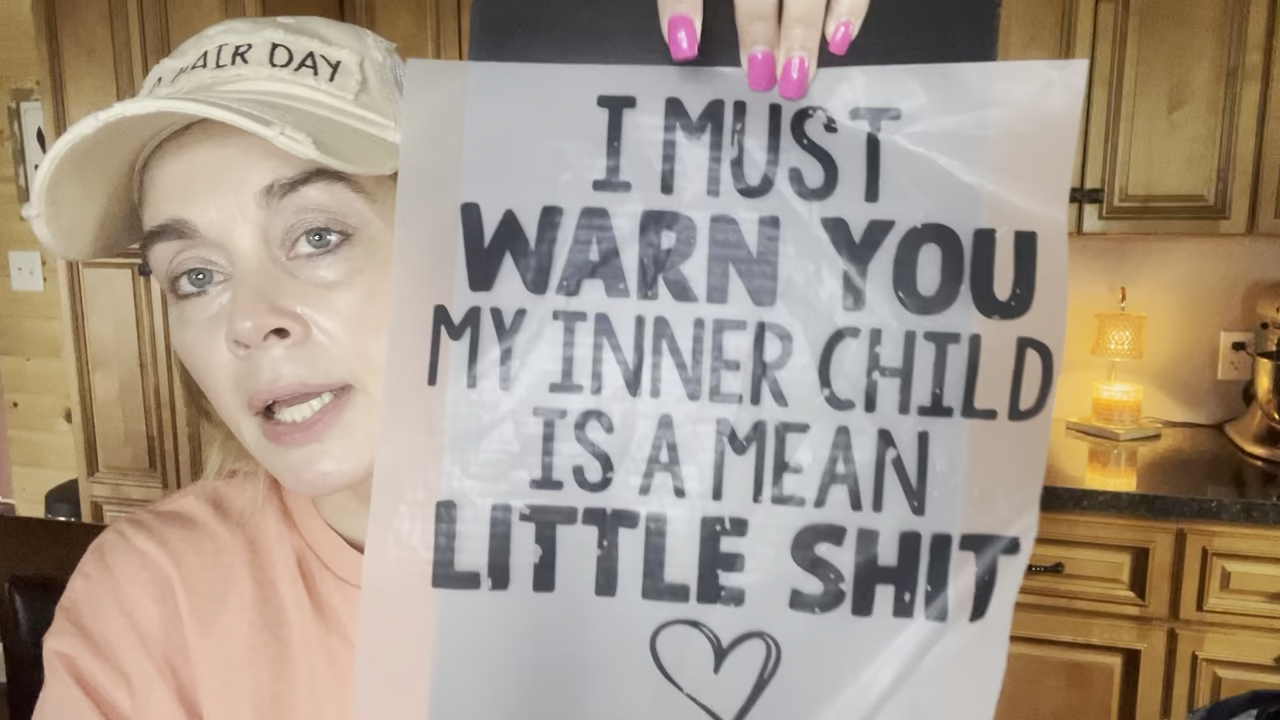 HAIR DAY
I MUST
WARN YOU
MY INNER CHILD
IS A MEAN
LITTLE SHIT